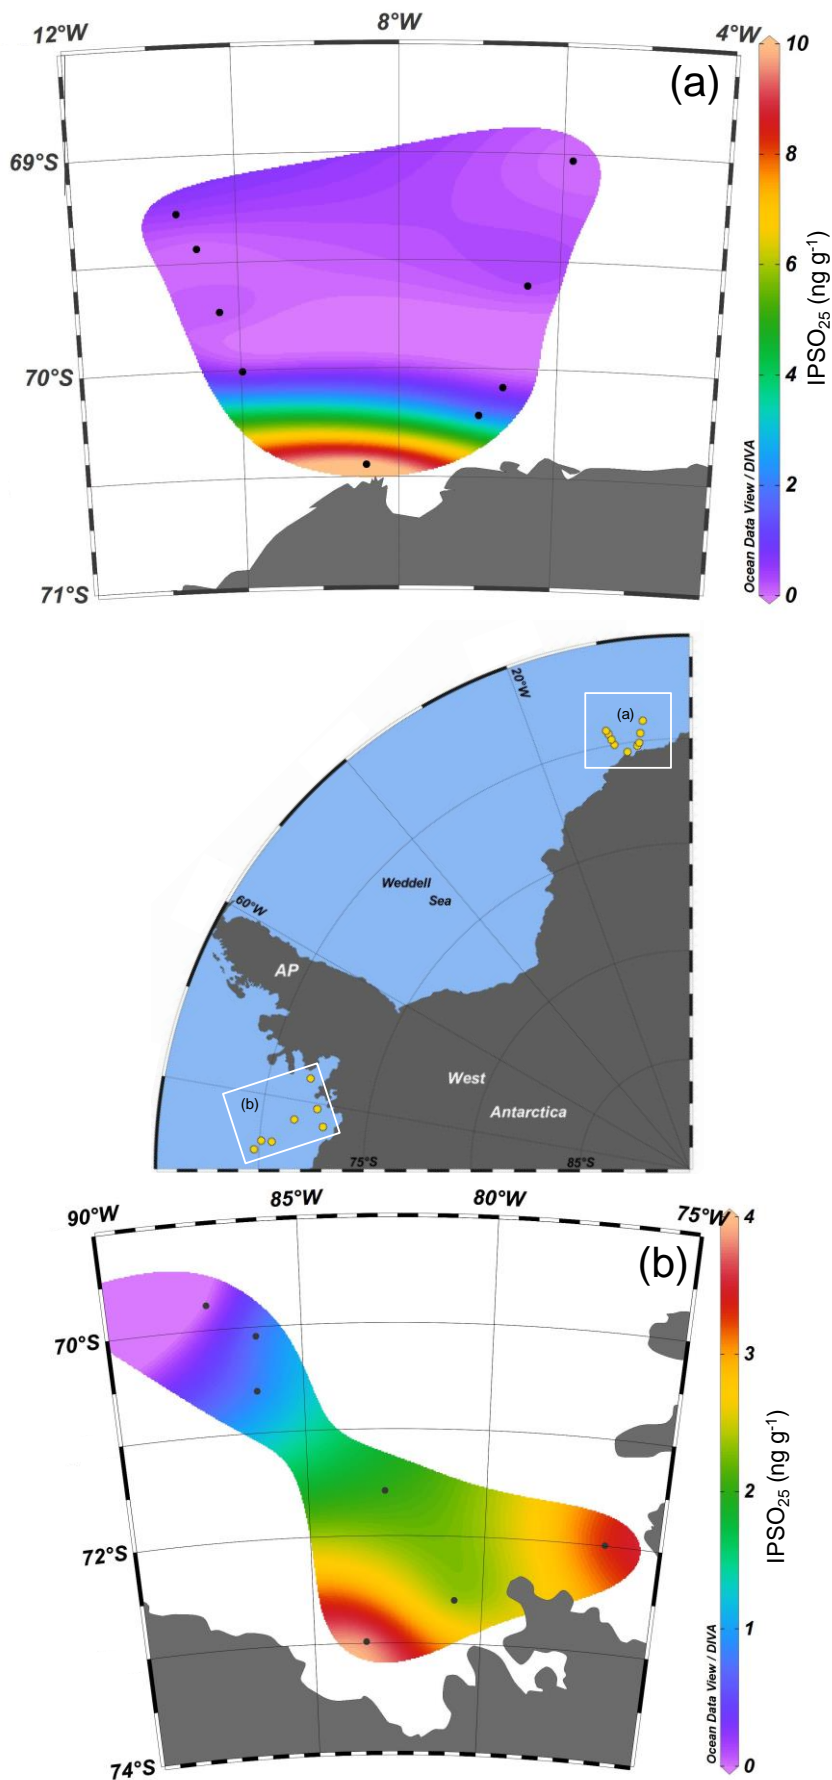 12°W 8°W 4°W
(a)
69°S
70°S
71°S
10
8
6
4
2
0
IPSO25 (ng g-1)
Ocean Data View / DIVA
20°W
(a)
Weddell
Sea
60°W
AP
West
Antarctica
(b)
75°S 85°S
90°W 85°W 80°W 75°W
(b)
70°S
72°S
74°S
4
3
2
1
0
IPSO25 (ng g-1)
Ocean Data View / DIVA